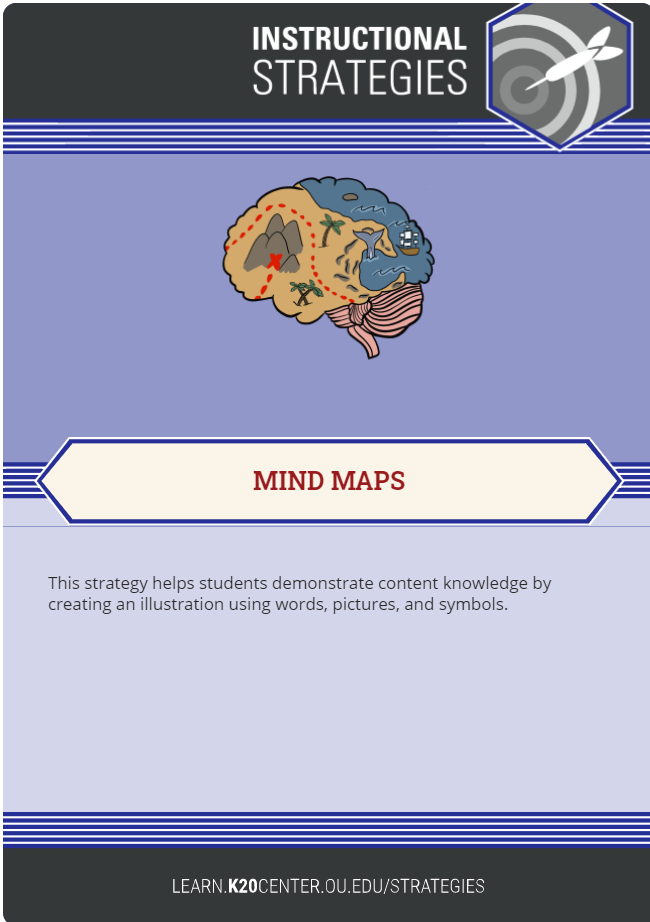 INSTRUCTIONAL
STRATEGIES
MIND MAPS
This strategy helps students demonstrate content knowledge by
creating an illustration using words, pictures, and symbols.
LEARN.K20CENTER.OU.EDU/STRATEGIES